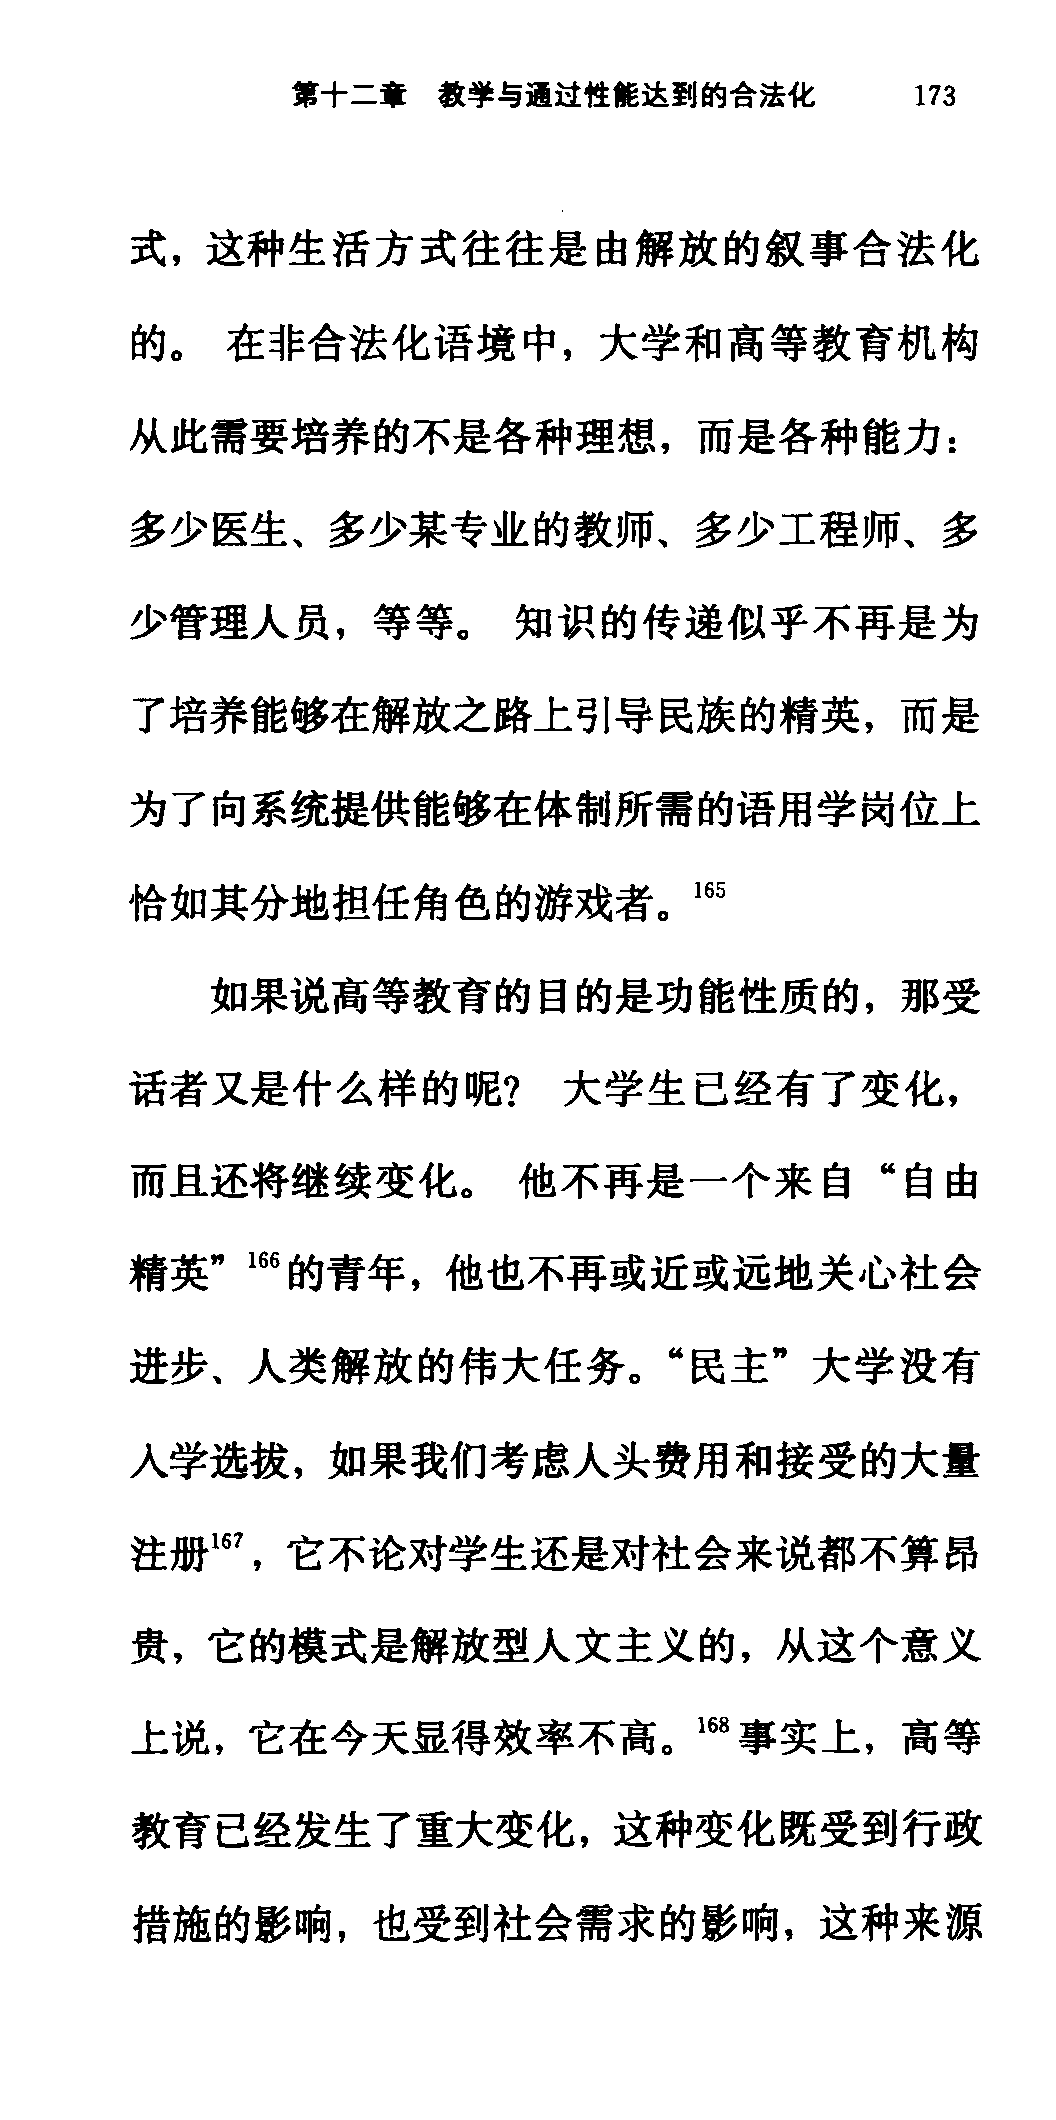 第十二章 教学与通过性能达到的合法化 173
式，这种生活方式往往是由解放的叙事合法化
的。 在非合法化语境中，大学和高等教育机构
从此需要培养的不是各种理想，而是各种能力：
多少医生、多少某专业的教师、多少工程师、多
少管理人员，等等。 知识的传递似乎不再是为
了培养能够在解放之路上引导民族的精英，而是
为了向系统提供能够在体制所需的语用学岗位上
恰如其分地担任角色的游戏者。165
如果说高等教育的目的是功能性质的，那受
话者又是什么样的呢？ 大学生已经有了变化，
而且还将继续变化。 他不再是一个来自“自由
精英”166的青年，他也不再或近或远地关心社会
进步、人类解放的伟大任务。“民主”大学没有
入学选拔，如果我们考虑人头费用和接受的大量
注册167，它不论对学生还是对社会来说都不算昂
贵，它的模式是解放型人文主义的，从这个意义
上说，它在今天显得效率不高。168事实上，高等
教育已经发生了重大变化，这种变化既受到行政
措施的影响，也受到社会需求的影响，这种来源